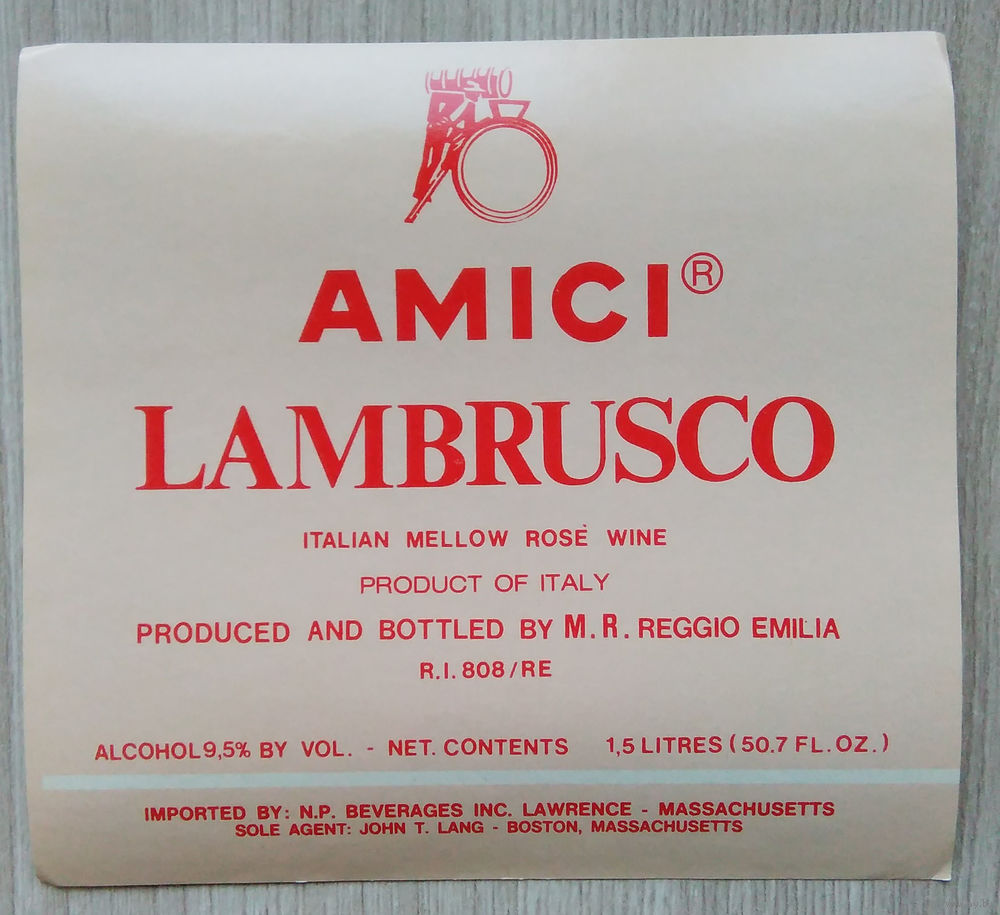 AMICI®
LAMBRUSCO
ITALIAN MELLOW ROSÈ WINE
PRODUCT OF ITALY
PRODUCED AND BOTTLED BY M.R. REGGIO EMILIA
R.I. 808/RE
ALCOHOL 9,5% BY VOL. - NET. CONTENTS 1,5 LITRES (50.7 FL. OZ.)
IMPORTED BY: N.P. BEVERAGES INC. LAWRENCE - MASSACHUSETTS
SOLE AGENT: JOHN T. LANG - BOSTON, MASSACHUSETTS